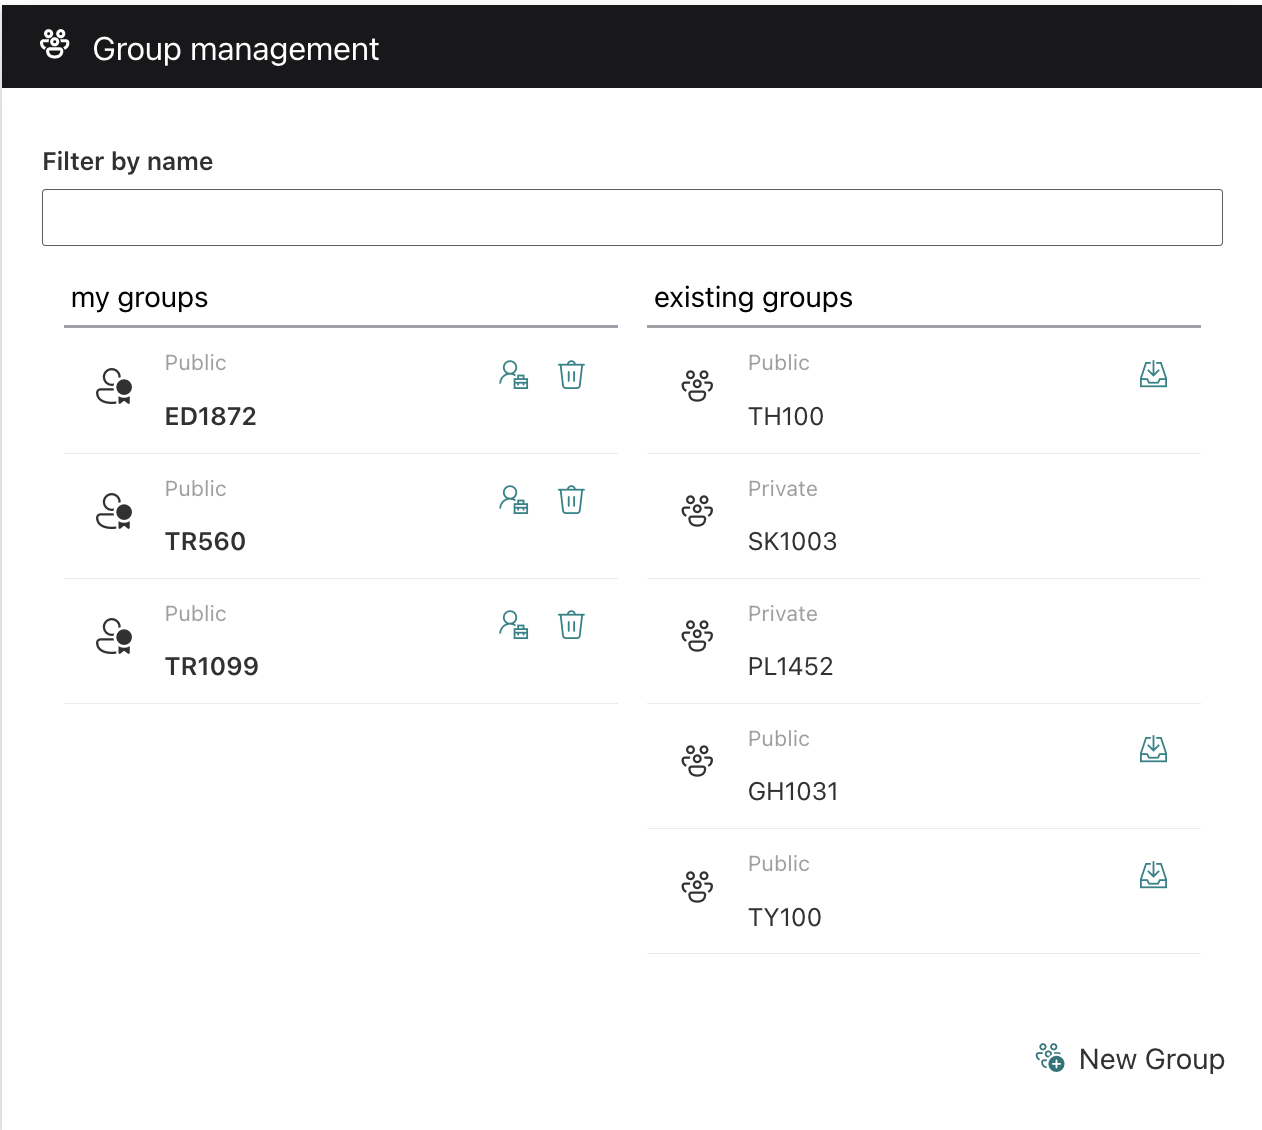 Group management
Filter by name
my groups
Public
ED1872
Public
TR560
Public
TR1099
existing groups
Public
TH100
Private
SK1003
Private
PL1452
Public
GH1031
Public
TY100
New Group